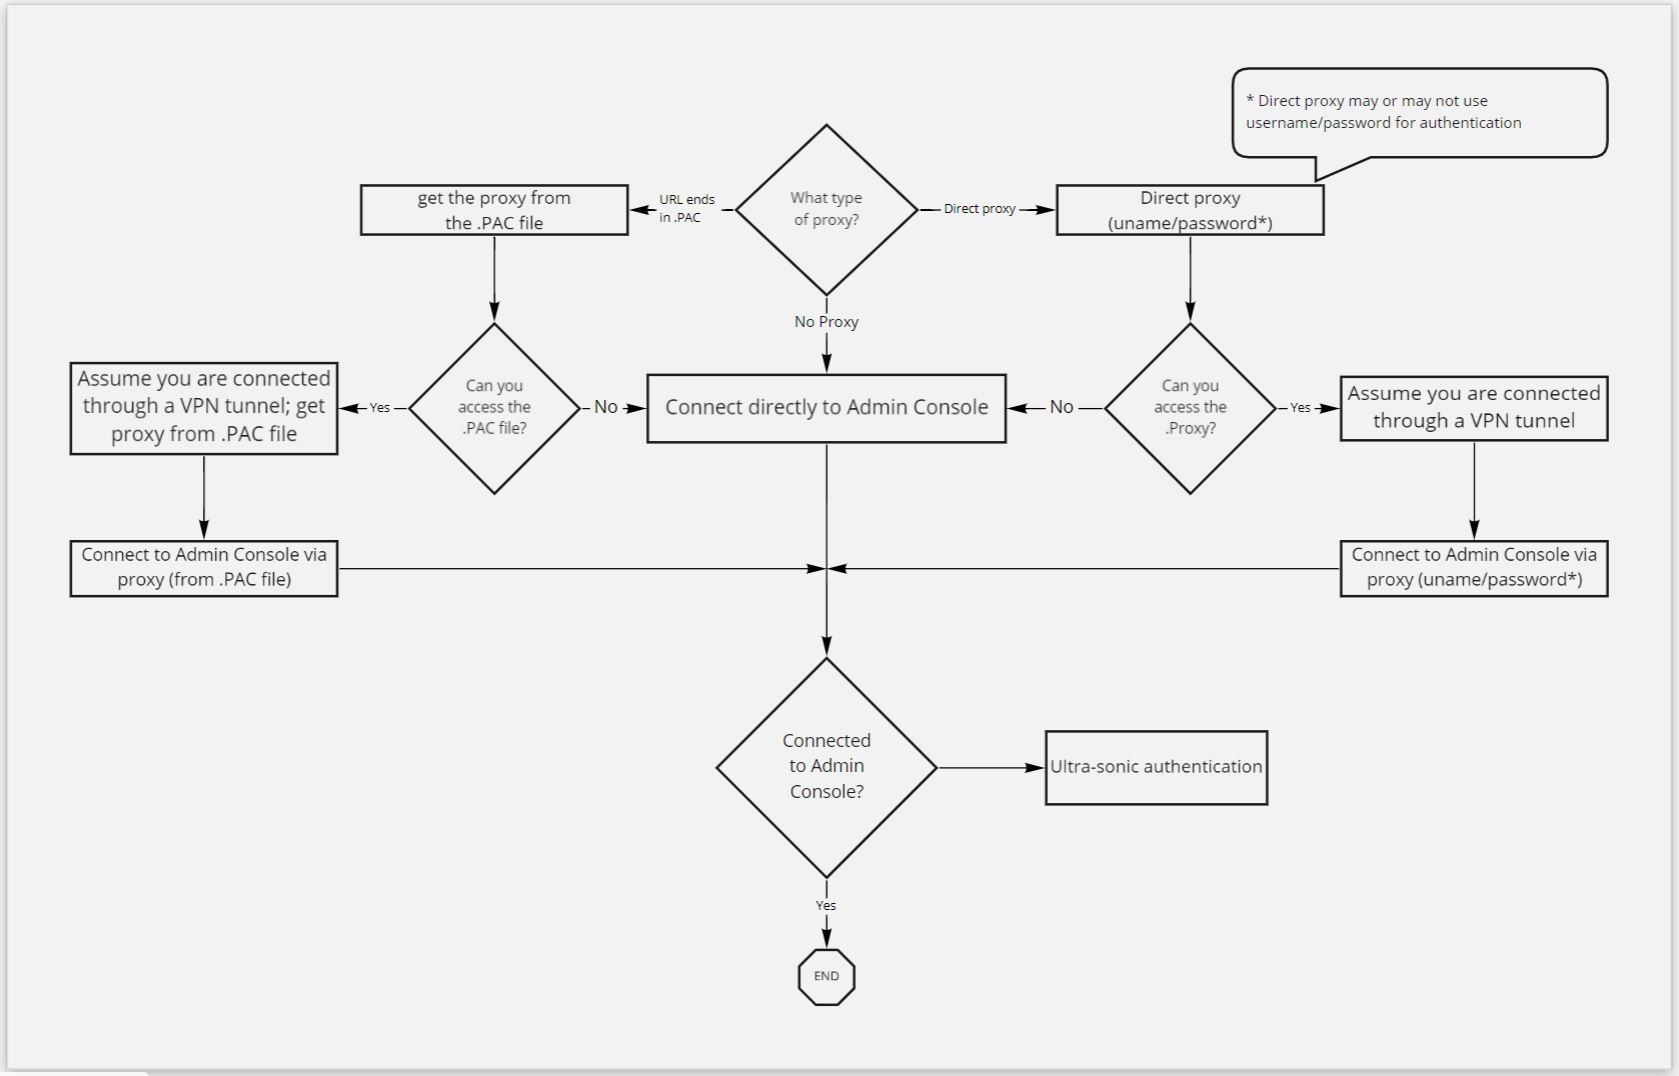 * Direct proxy may or may not use
username/password for authentication
What type
of proxy?
URL ends
in .PAC
get the proxy from
the .PAC file
Direct proxy
Direct proxy
(uname/password*)
No Proxy
Can you
access the
.PAC file?
Yes
Assume you are connected
through a VPN tunnel; get
proxy from .PAC file
No
Connect directly to Admin Console
No
Can you
access the
.Proxy?
Yes
Assume you are connected
through a VPN tunnel
Connect to Admin Console via
proxy (from .PAC file)
Connect to Admin Console via
proxy (uname/password*)
Connected
to Admin
Console?
Ultra-sonic authentication
Yes
END